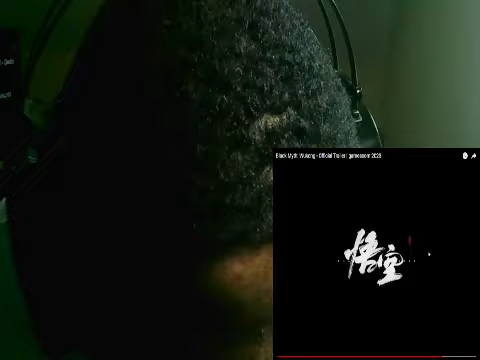 Black Myth: Wukong - Official Trailer | gamescom 2023
悟空